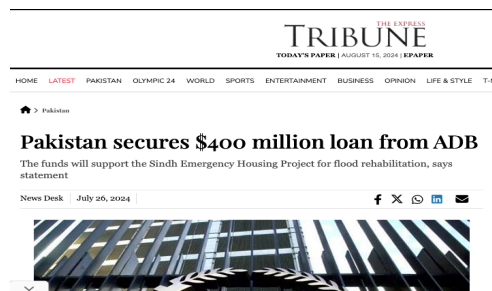 THE EXPRESS
TRIBUNE
TODAY'S PAPER | AUGUST 15, 2024 | EPAPER
HOME LATEST PAKISTAN OLYMPIC 24 WORLD SPORTS ENTERTAINMENT BUSINESS OPINION LIFE & STYLE
> Pakistan
Pakistan secures $400 million loan from ADB
The funds will support the Sindh Emergency Housing Project for flood rehabilitation, says
statement
News Desk | July 26, 2024